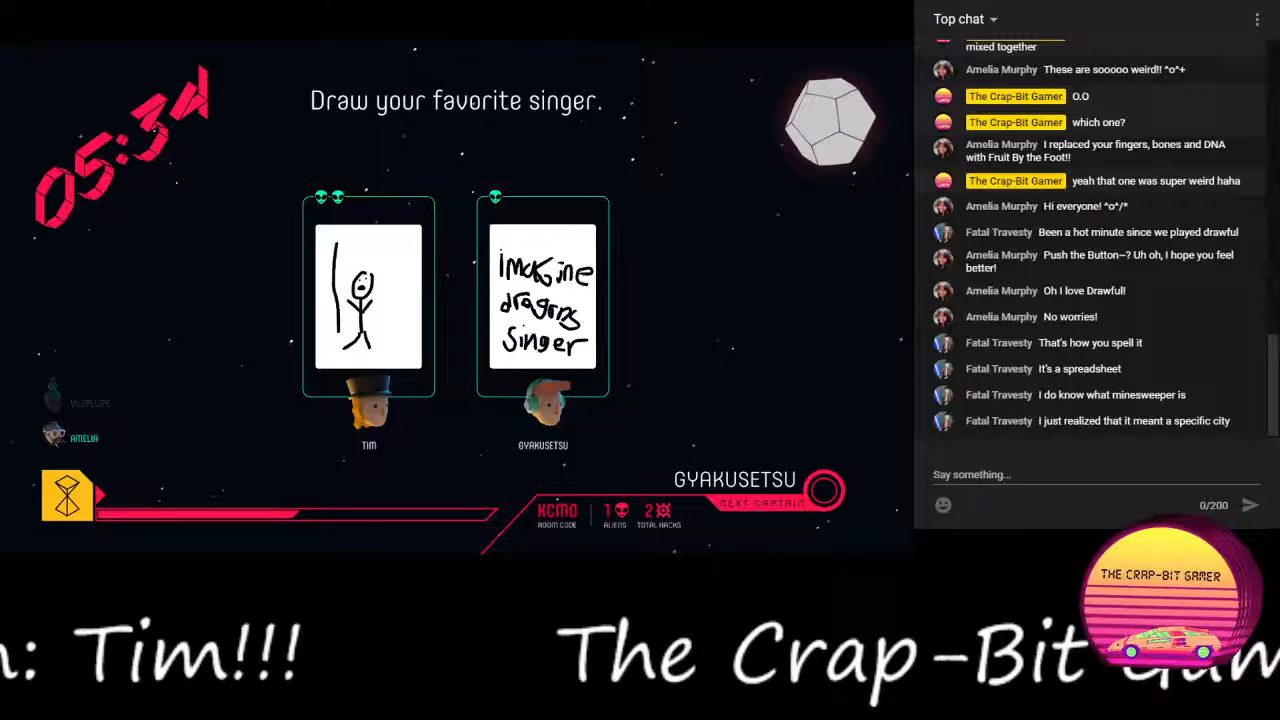 05:34
Draw your favorite singer.
imagine
dragons
singer
TIM
GYAKUSETSU
AMELIA
GYAKUSETSU
NEXT CAPTAIN
KCMO
ROOM CODE
1
ALIENS
2
TOTAL HACKS
Top chat
mixed together
Amelia Murphy These are sooooo weird!! ^o^+
The Crap-Bit Gamer O.O
The Crap-Bit Gamer which one?
Amelia Murphy I replaced your fingers, bones and DNA
with Fruit By the Foot!!
The Crap-Bit Gamer yeah that one was super weird haha
Amelia Murphy Hi everyone! ^o^/*
Fatal Travesty Been a hot minute since we played drawful
Amelia Murphy Push the Button~? Uh oh, I hope you feel
better!
Amelia Murphy Oh I love Drawful!
Amelia Murphy No worries!
Fatal Travesty That's how you spell it
Fatal Travesty It's a spreadsheet
Fatal Travesty I do know what minesweeper is
Fatal Travesty I just realized that it meant a specific city
Say something...
0/200
THE CRAP-BIT GAMER
n: Tim!!! The Crap-Bit Gam